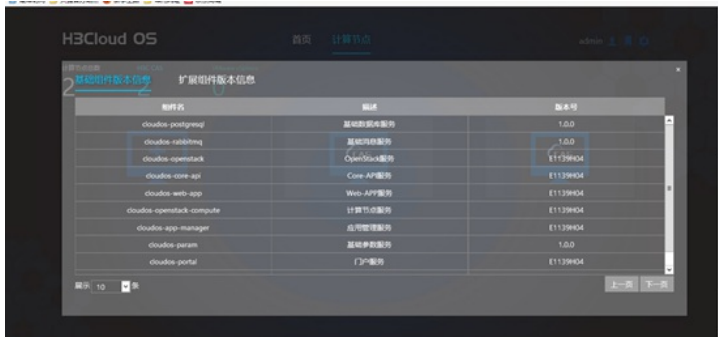 H3Cloud OS 首页 计算节点 admin
计算节点总数
基础组件版本信息 扩展组件版本信息
组件名 描述 版本号
cloudos-postgresql 基础数据库服务 1.0.0
cloudos-rabbitmq 基础消息服务 1.0.0
cloudos-openstack OpenStack服务 E1139H04
cloudos-core-api Core-API服务 E1139H04
cloudos-web-app Web-APP服务 E1139H04
cloudos-openstack-compute 计算节点服务 E1139H04
cloudos-app-manager 应用管理服务 E1139H04
cloudos-param 基础参数服务 1.0.0
cloudos-portal 门户服务 E1139H04
展示 10 条 上一页 下一页